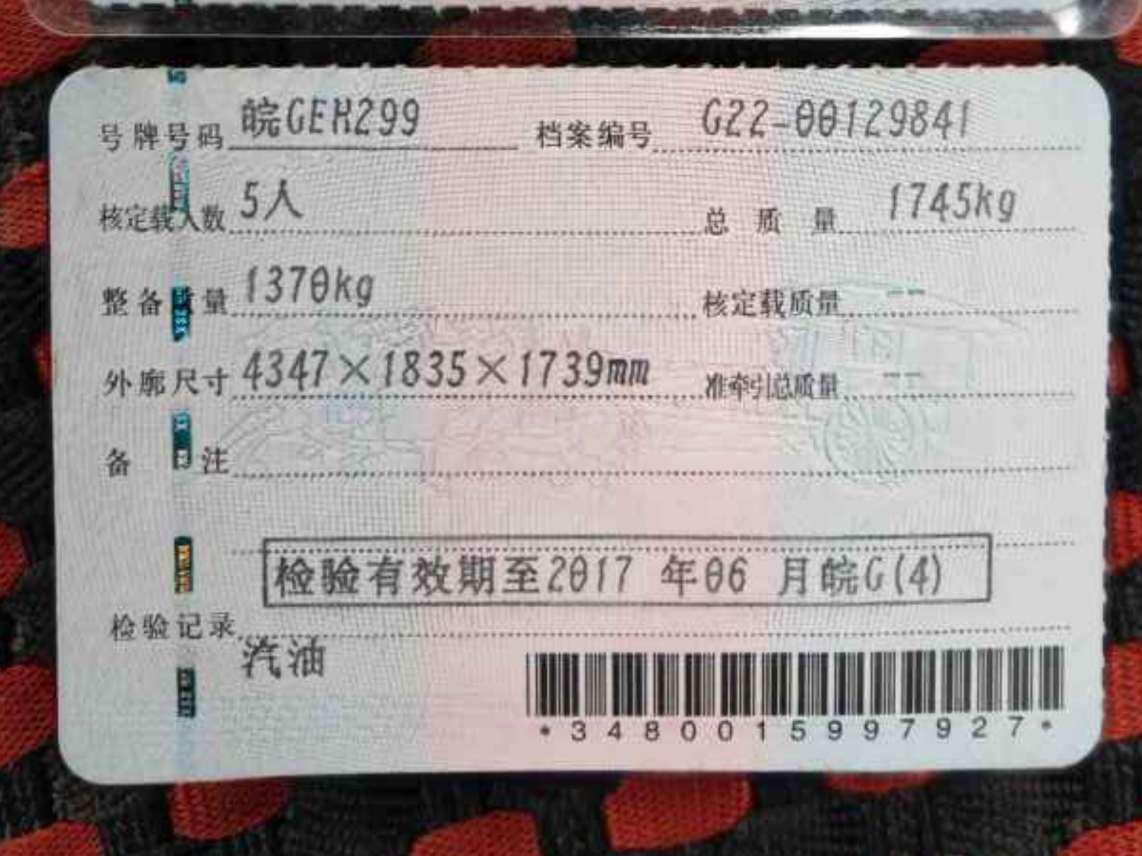 号牌号码 皖GEH299 档案编号 G22-00129841
核定载人数 5人 总质量 1745kg
整备质量 1370kg 核定载质量 --
外廓尺寸 4347×1835×1739mm 准牵引总质量 --
备注
检验有效期至2017 年06 月皖G(4)
检验记录
汽油
*3480015997927*